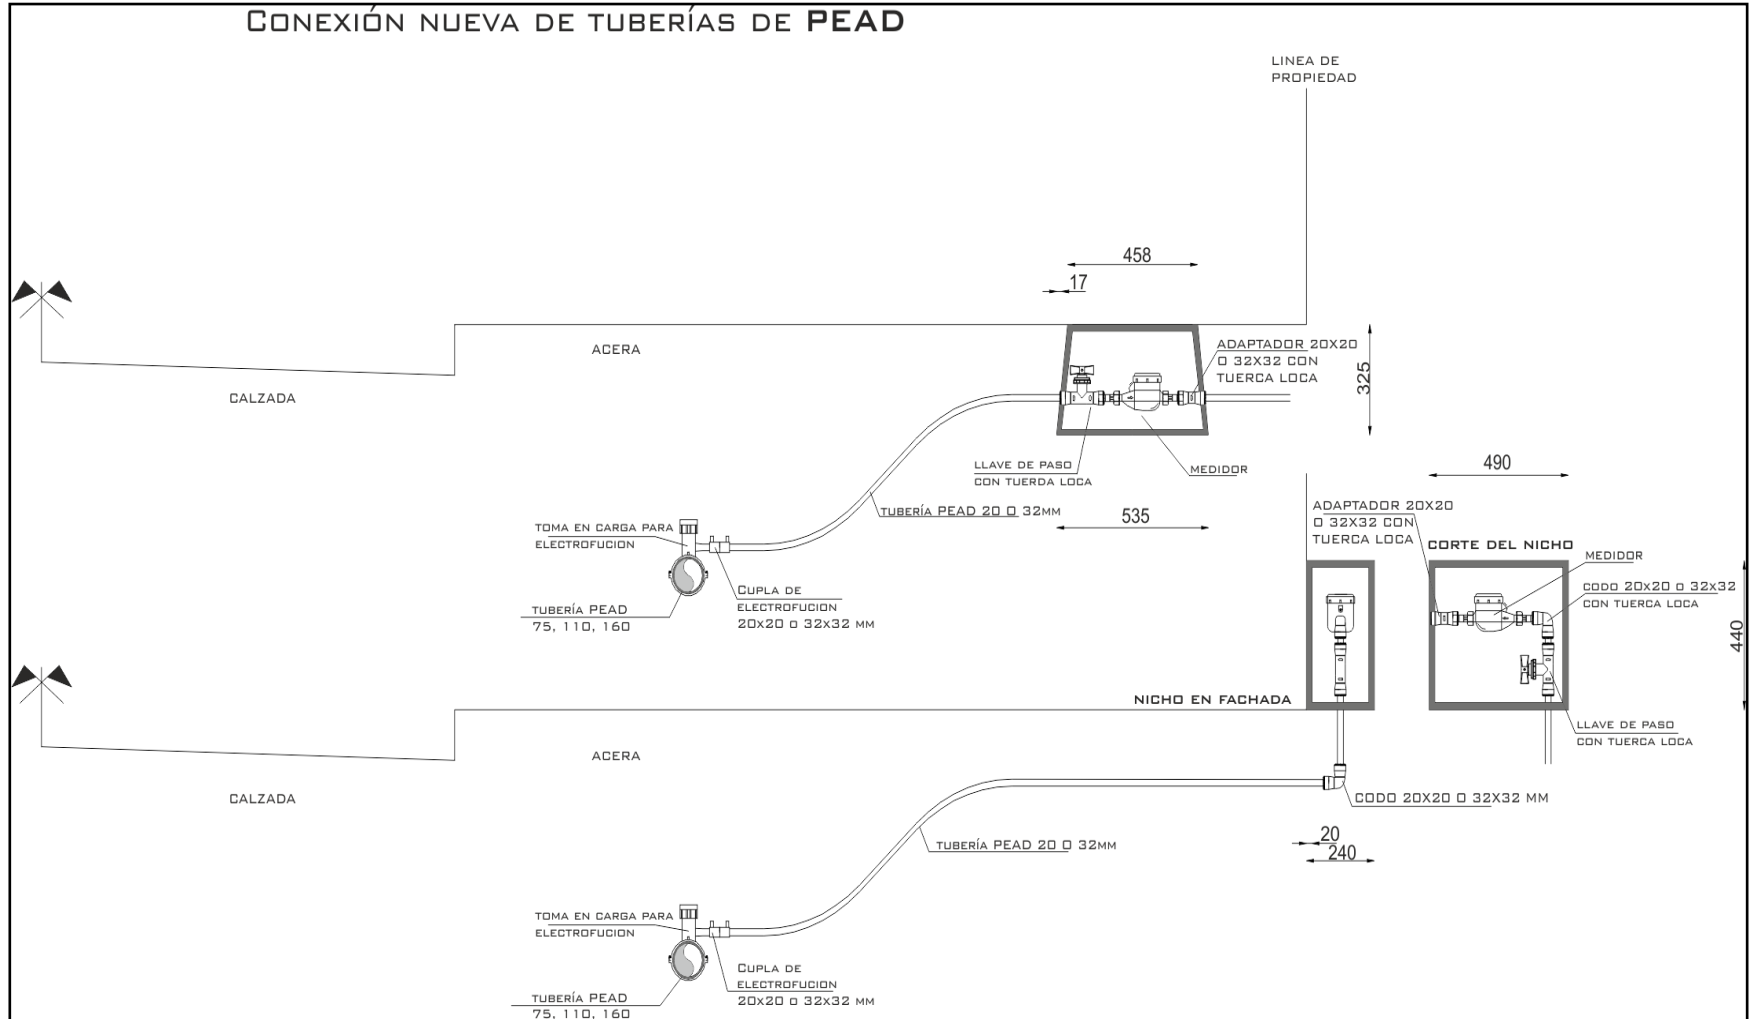 CONEXIÓN NUEVA DE TUBERÍAS DE PEAD
LINEA DE
PROPIEDAD
458
17
ACERA
CALZADA
ADAPTADOR 20X20
O 32X32 CON
TUERCA LOCA
325
LLAVE DE PASO
CON TUERDA LOCA
MEDIDOR
TUBERÍA PEAD 20 O 32MM
535
TOMA EN CARGA PARA
ELECTROFUCION
CUPLA DE
ELECTROFUCION
20X20 O 32X32 MM
TUBERÍA PEAD
75, 110, 160
490
ADAPTADOR 20X20
O 32X32 CON
TUERCA LOCA
CORTE DEL NICHO
MEDIDOR
CODO 20X20 O 32X32
CON TUERCA LOCA
440
NICHO EN FACHADA
LLAVE DE PASO
CON TUERCA LOCA
ACERA
CALZADA
CODO 20X20 O 32X32 MM
TUBERÍA PEAD 20 O 32MM
20
240
TOMA EN CARGA PARA
ELECTROFUCION
CUPLA DE
ELECTROFUCION
20X20 O 32X32 MM
TUBERÍA PEAD
75, 110, 160